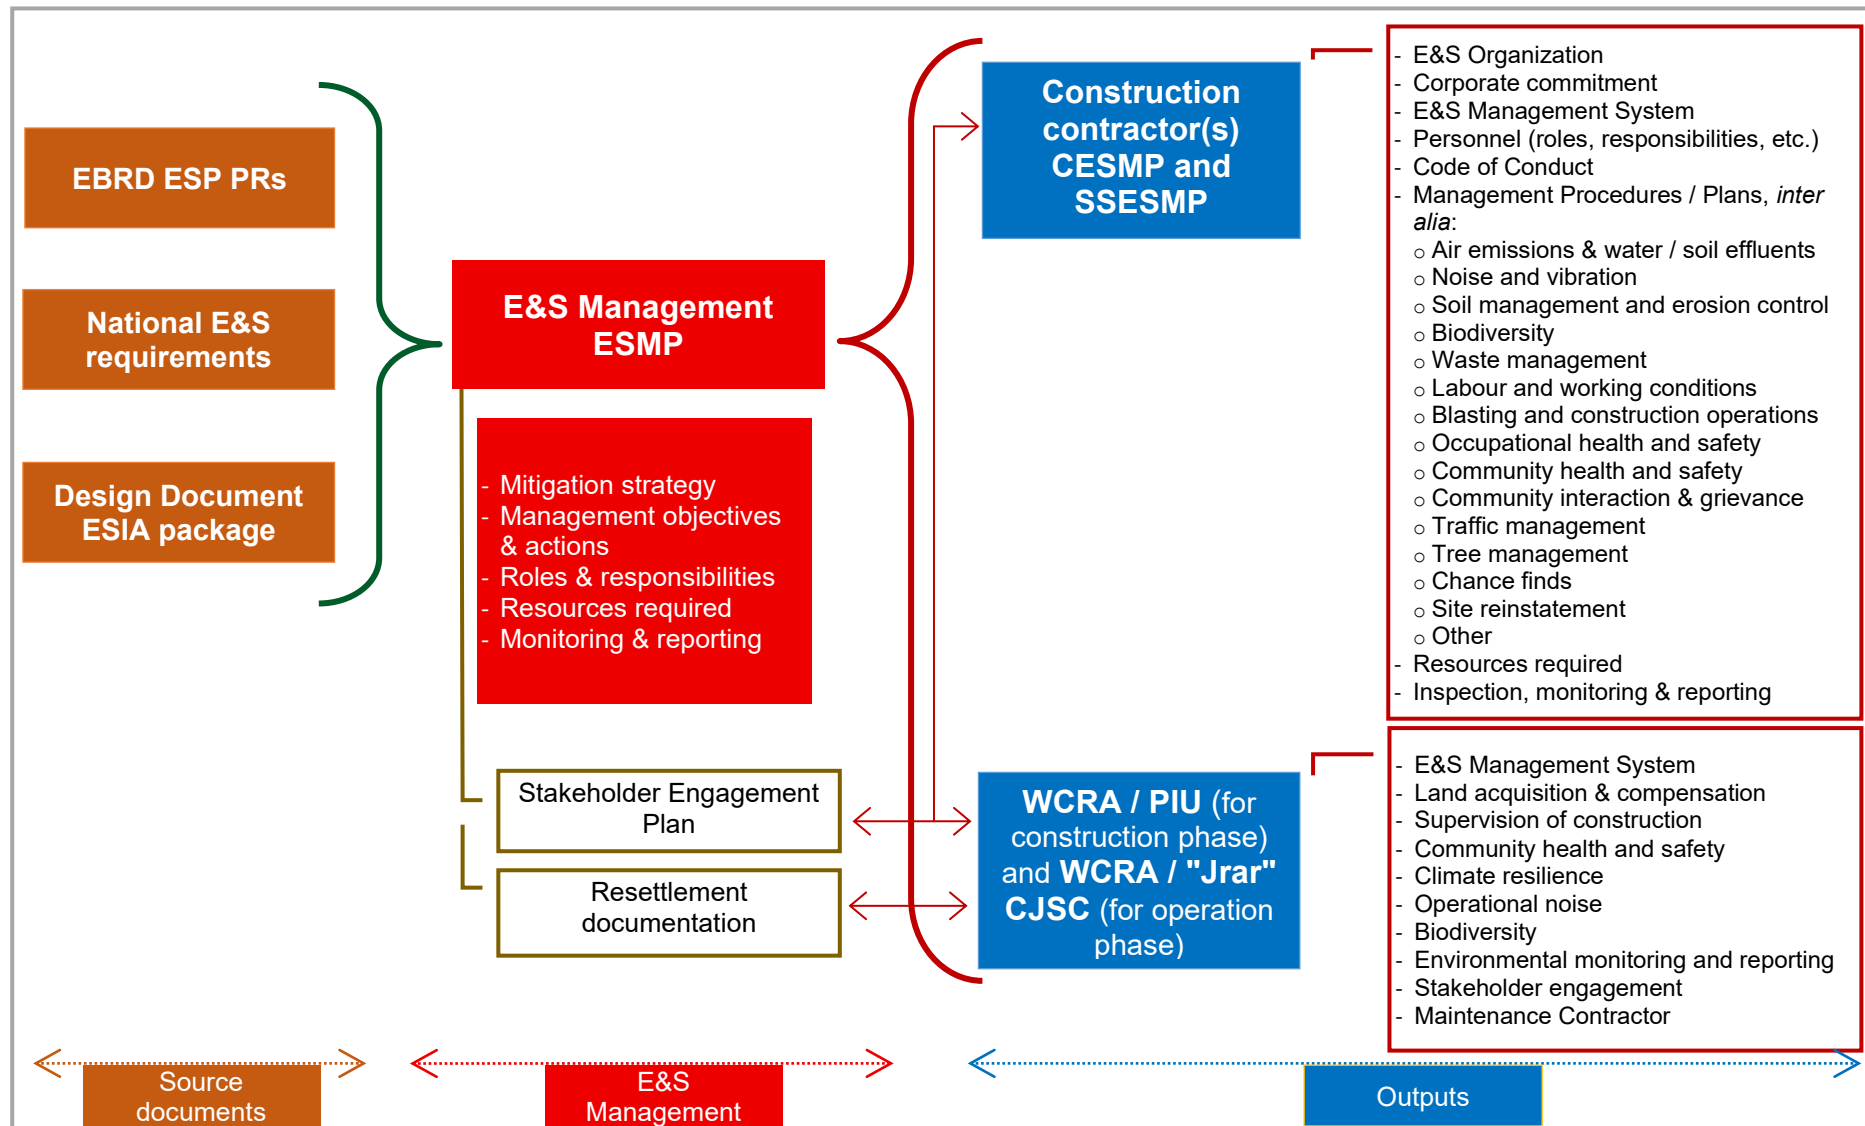 EBRD ESP PRs
National E&S
requirements
Design Document
ESIA package
E&S Management
ESMP
- Mitigation strategy
- Management objectives
& actions
- Roles & responsibilities
- Resources required
- Monitoring & reporting
Stakeholder Engagement
Plan
Resettlement
documentation
Construction
contractor(s)
CESMP and
SSESMP
WCRA / PIU (for
construction phase)
and WCRA / "Jrar"
CJSC (for operation
phase)
- E&S Organization
- Corporate commitment
- E&S Management System
- Personnel (roles, responsibilities, etc.)
- Code of Conduct
- Management Procedures / Plans, inter
alia:
o Air emissions & water / soil effluents
o Noise and vibration
o Soil management and erosion control
o Biodiversity
o Waste management
o Labour and working conditions
o Blasting and construction operations
o Occupational health and safety
o Community health and safety
o Community interaction & grievance
o Traffic management
o Tree management
o Chance finds
o Site reinstatement
o Other
- Resources required
- Inspection, monitoring & reporting
- E&S Management System
- Land acquisition & compensation
- Supervision of construction
- Community health and safety
- Climate resilience
- Operational noise
- Biodiversity
- Environmental monitoring and reporting
- Stakeholder engagement
- Maintenance Contractor
Source
documents
E&S
Management
Outputs